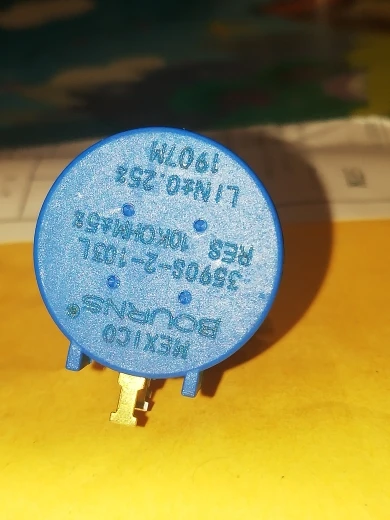 MEXICO
BOURNS®
3590S-2-103L
RES. 10KOHM±5%
LIN±0.25%
1907M